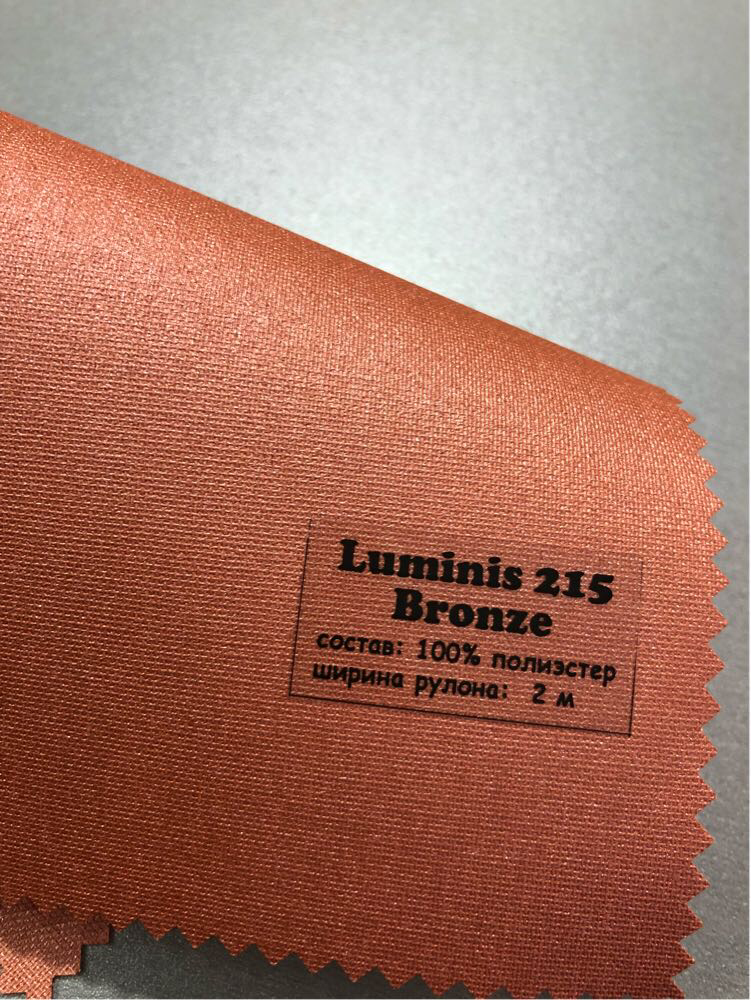 Luminis 215
Bronze
состав: 100% полиэстер
ширина рулона: 2 м